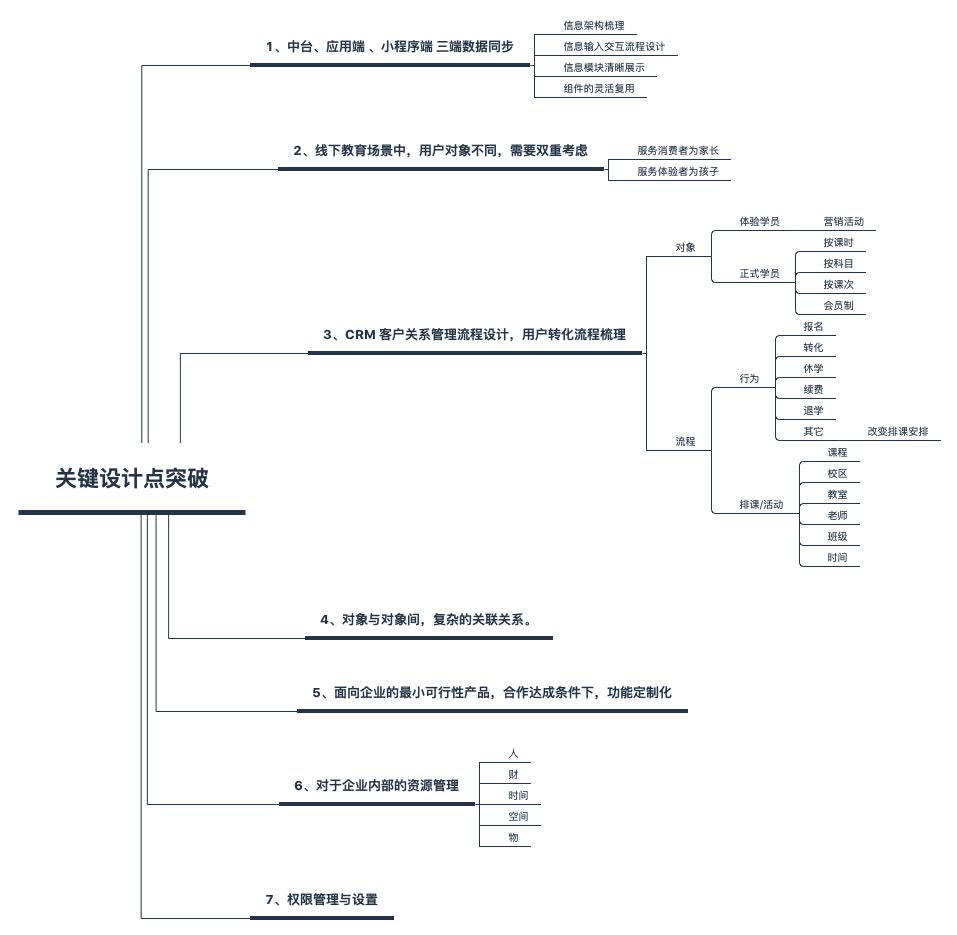 关键设计点突破
1、中台、应用端 、小程序端 三端数据同步
信息架构梳理
信息输入交互流程设计
信息模块清晰展示
组件的灵活复用
2、线下教育场景中，用户对象不同，需要双重考虑
服务消费者为家长
服务体验者为孩子
3、CRM 客户关系管理流程设计，用户转化流程梳理
对象
体验学员
营销活动
正式学员
按课时
按科目
按课次
会员制
流程
行为
报名
转化
休学
续费
退学
其它
改变排课安排
排课/活动
课程
校区
教室
老师
班级
时间
4、对象与对象间，复杂的关联关系。
5、面向企业的最小可行性产品，合作达成条件下，功能定制化
6、对于企业内部的资源管理
人
财
时间
空间
物
7、权限管理与设置